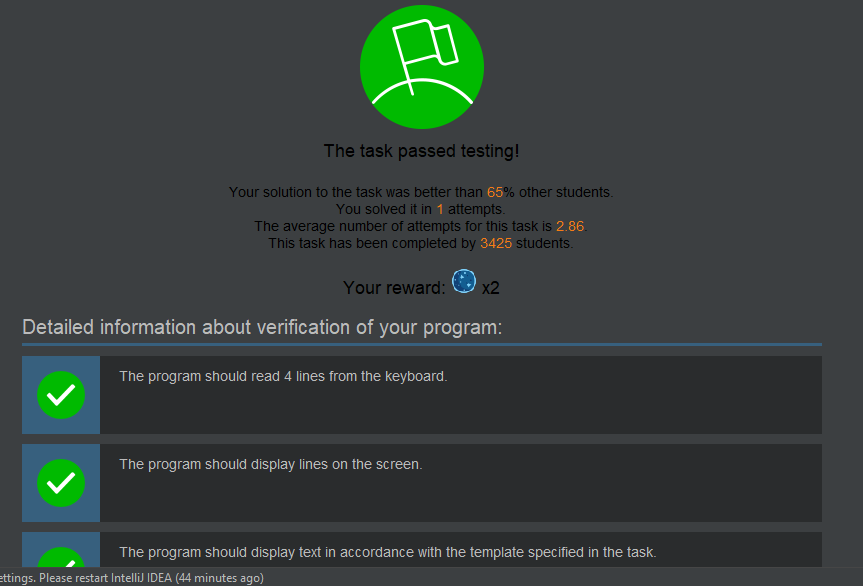 The task passed testing!
Your solution to the task was better than 65% other students.
You solved it in 1 attempts.
The average number of attempts for this task is 2.86
This task has been completed by 3425 students.
Your reward: x2
Detailed information about verification of your program:
The program should read 4 lines from the keyboard.
The program should display lines on the screen.
The program should display text in accordance with the template specified in the task.
ettings. Please restart IntelliJ IDEA (44 minutes ago)